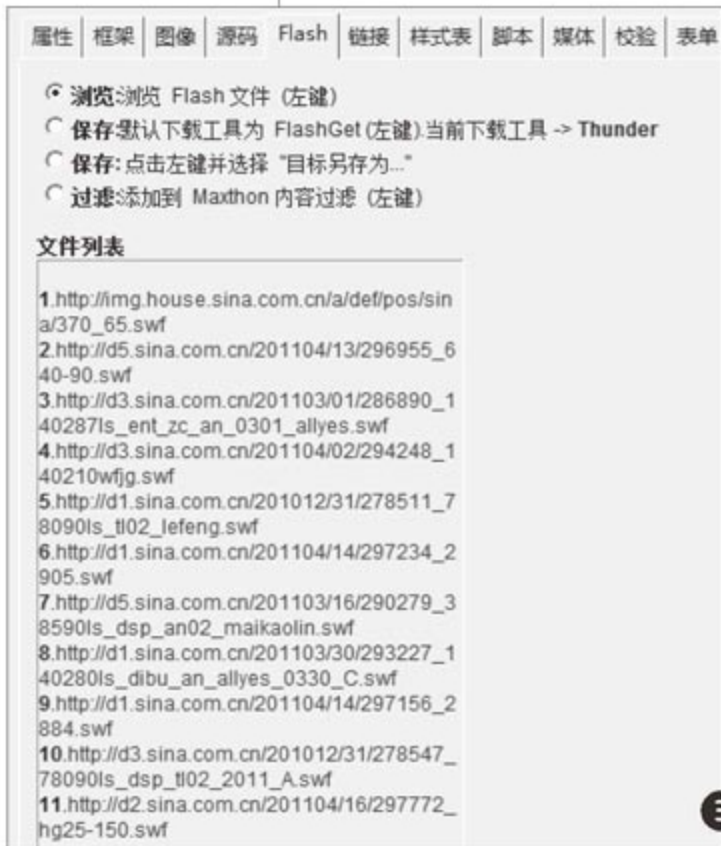 属性 框架 图像 源码 Flash 链接 样式表 脚本 媒体 校验 表单
浏览:浏览 Flash 文件 (左键)
保存:默认下载工具为 FlashGet (左键).当前下载工具 -> Thunder
保存: 点击左键并选择 "目标另存为..."
过滤:添加到 Maxthon 内容过滤 (左键)
文件列表
1.http://img.house.sina.com.cn/a/def/pos/sin
a/370_65.swf
2.http://d5.sina.com.cn/201104/13/296955_6
40-90.swf
3.http://d3.sina.com.cn/201103/01/286890_1
40287ls_ent_zc_an_0301_allyes.swf
4.http://d3.sina.com.cn/201104/02/294248_1
40210wfjg.swf
5.http://d1.sina.com.cn/201012/31/278511_7
8090ls_tl02_lefeng.swf
6.http://d1.sina.com.cn/201104/14/297234_2
905.swf
7.http://d5.sina.com.cn/201103/16/290279_3
8590ls_dsp_an02_maikaolin.swf
8.http://d1.sina.com.cn/201103/30/293227_1
40280ls_dibu_an_allyes_0330_C.swf
9.http://d1.sina.com.cn/201104/14/297156_2
884.swf
10.http://d3.sina.com.cn/201012/31/278547_
78090ls_dsp_tl02_2011_A.swf
11.http://d2.sina.com.cn/201104/16/297772_
hg25-150.swf